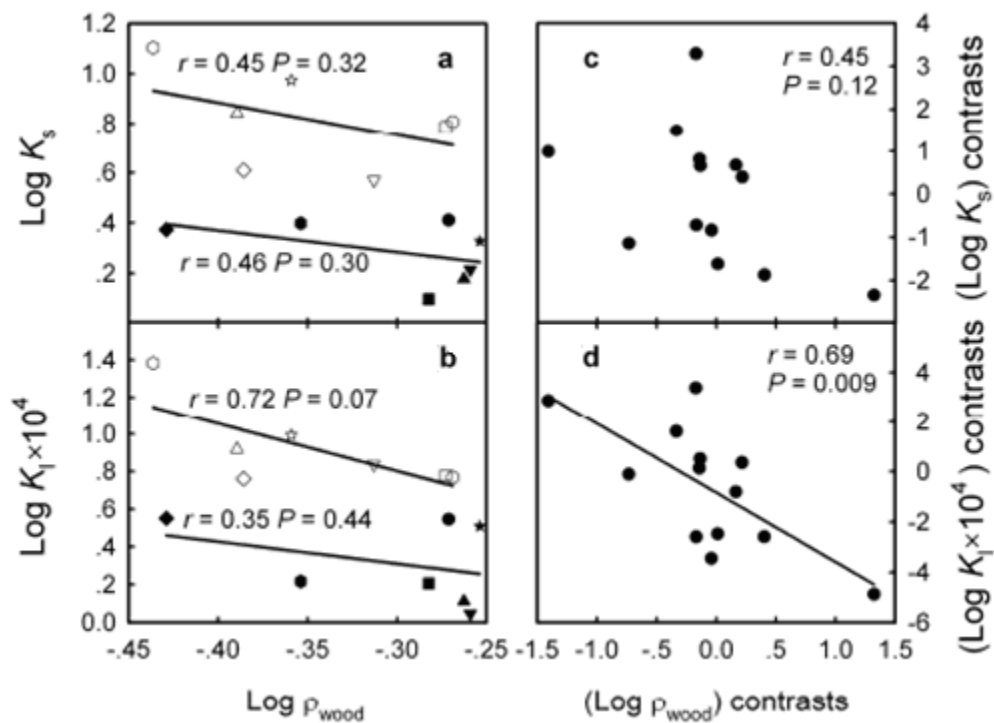 1.2
1.0
.8
.6
.4
.2
Log Ks
a
r = 0.45 P = 0.32
r = 0.46 P = 0.30
c
r = 0.45
P = 0.12
4
3
2
1
0
-1
-2
(Log Ks) contrasts
1.4
1.2
1.0
.8
.6
.4
.2
0.0
Log Kl×10⁴
b
r = 0.72 P = 0.07
r = 0.35 P = 0.44
d
r = 0.69
P = 0.009
4
2
0
-2
-4
-6
(Log Kl×10⁴) contrasts
-.45 -.40 -.35 -.30 -.25
-1.5 -1.0 -.5 0.0 .5 1.0 1.5
Log ρwood
(Log ρwood) contrasts